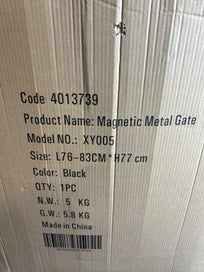 Code 4013739
Product Name: Magnetic Metal Gate
Model NO.: XY005
Size: L76-83CM*H77 cm
Color: Black
QTY: 1PC
N.W.: 5 KG
G.W.: 5.8 KG
Made in China